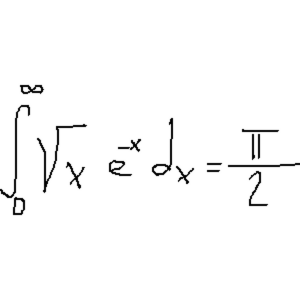 ∫₀^∞ √x e^{-x} dx = π/2